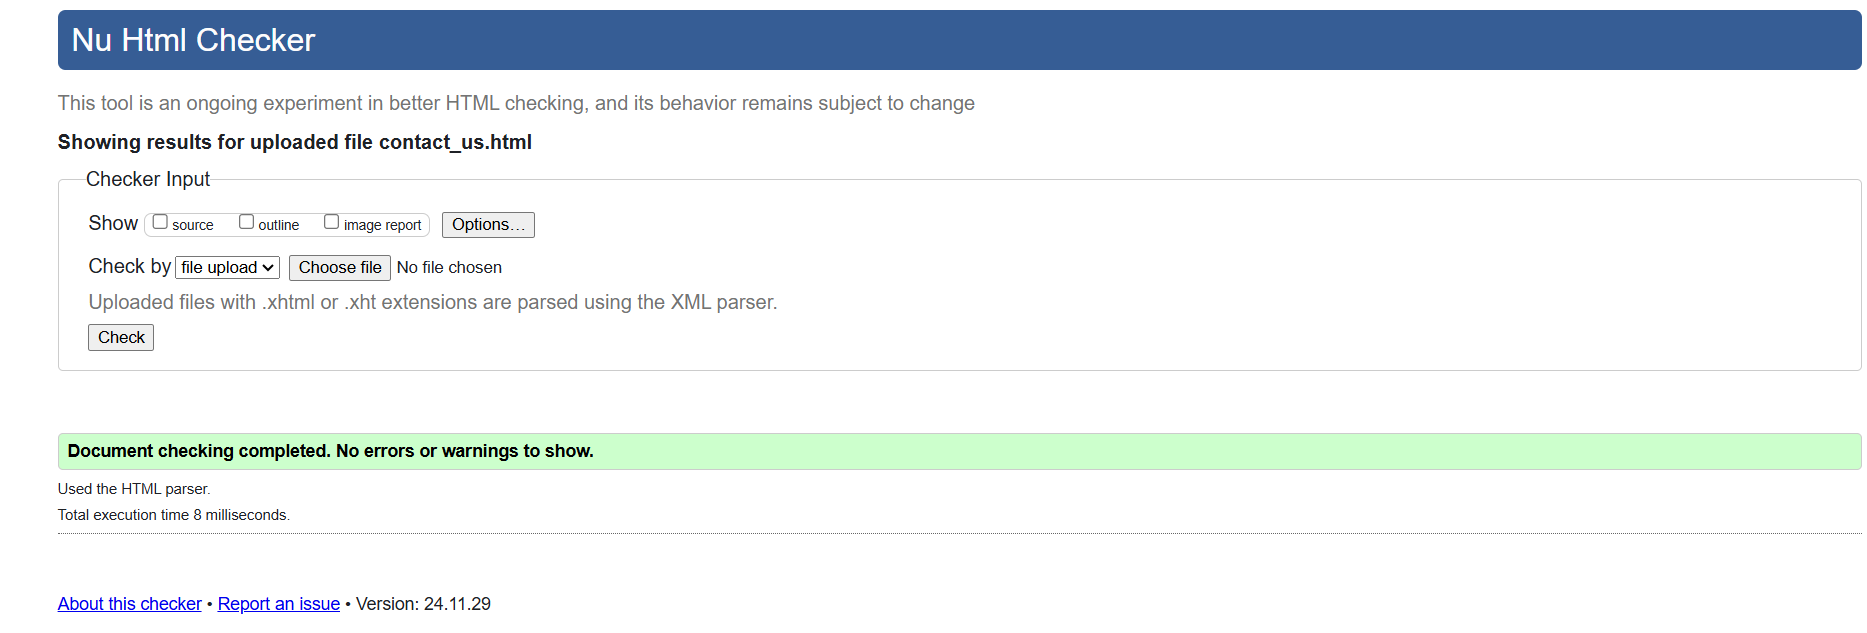 Nu Html Checker
This tool is an ongoing experiment in better HTML checking, and its behavior remains subject to change
Showing results for uploaded file contact_us.html
Checker Input
Show source outline image report Options…
Check by file upload Choose file No file chosen
Uploaded files with .xhtml or .xht extensions are parsed using the XML parser.
Check
Document checking completed. No errors or warnings to show.
Used the HTML parser.
Total execution time 8 milliseconds.
About this checker • Report an issue • Version: 24.11.29